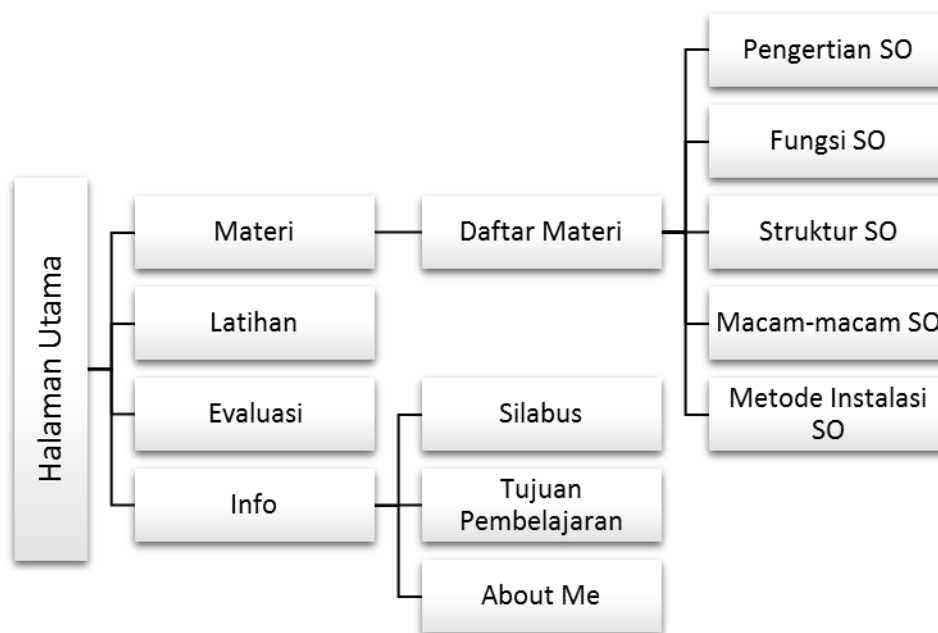 Halaman Utama
Materi
Latihan
Evaluasi
Info
Daftar Materi
Silabus
Tujuan
Pembelajaran
About Me
Pengertian SO
Fungsi SO
Struktur SO
Macam-macam SO
Metode Instalasi
SO